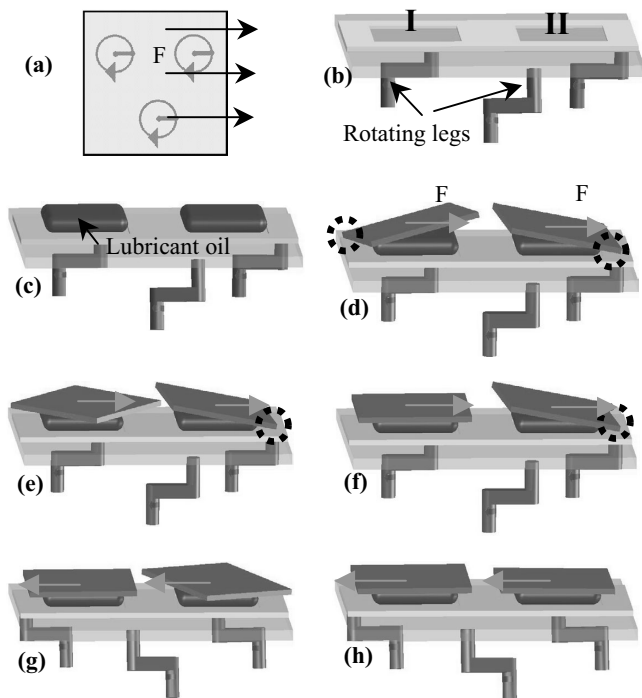 (a)
F
I
II
(b)
Rotating legs
Lubricant oil
(c)
F
F
(d)
(e)
(f)
(g)
(h)